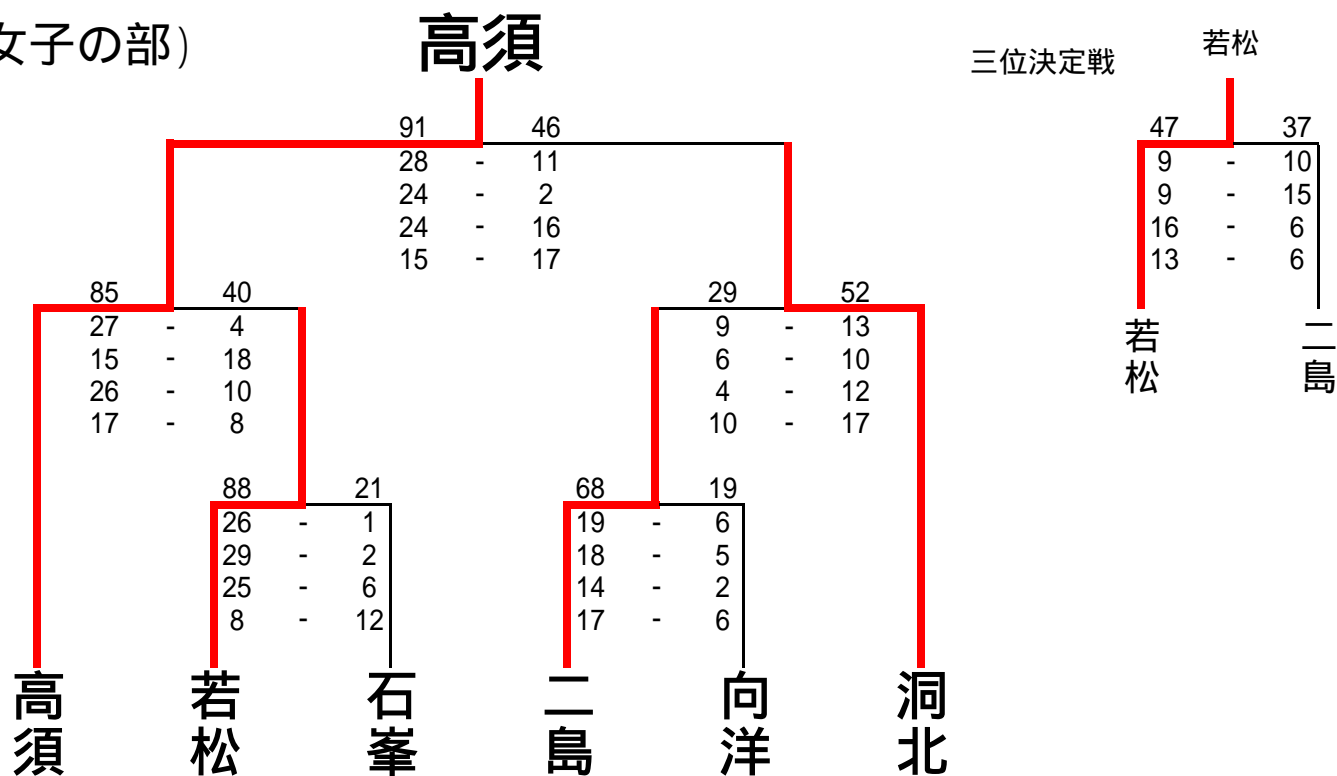 女子の部)
高須
三位決定戦
若松
91 46
28 - 11
24 - 2
24 - 16
15 - 17
47 37
9 - 10
9 - 15
16 - 6
13 - 6
若松
二島
85 40
27 - 4
15 - 18
26 - 10
17 - 8
29 52
9 - 13
6 - 10
4 - 12
10 - 17
88 21
26 - 1
29 - 2
25 - 6
8 - 12
68 19
19 - 6
18 - 5
14 - 2
17 - 6
高須
若松
石峯
二島
向洋
洞北